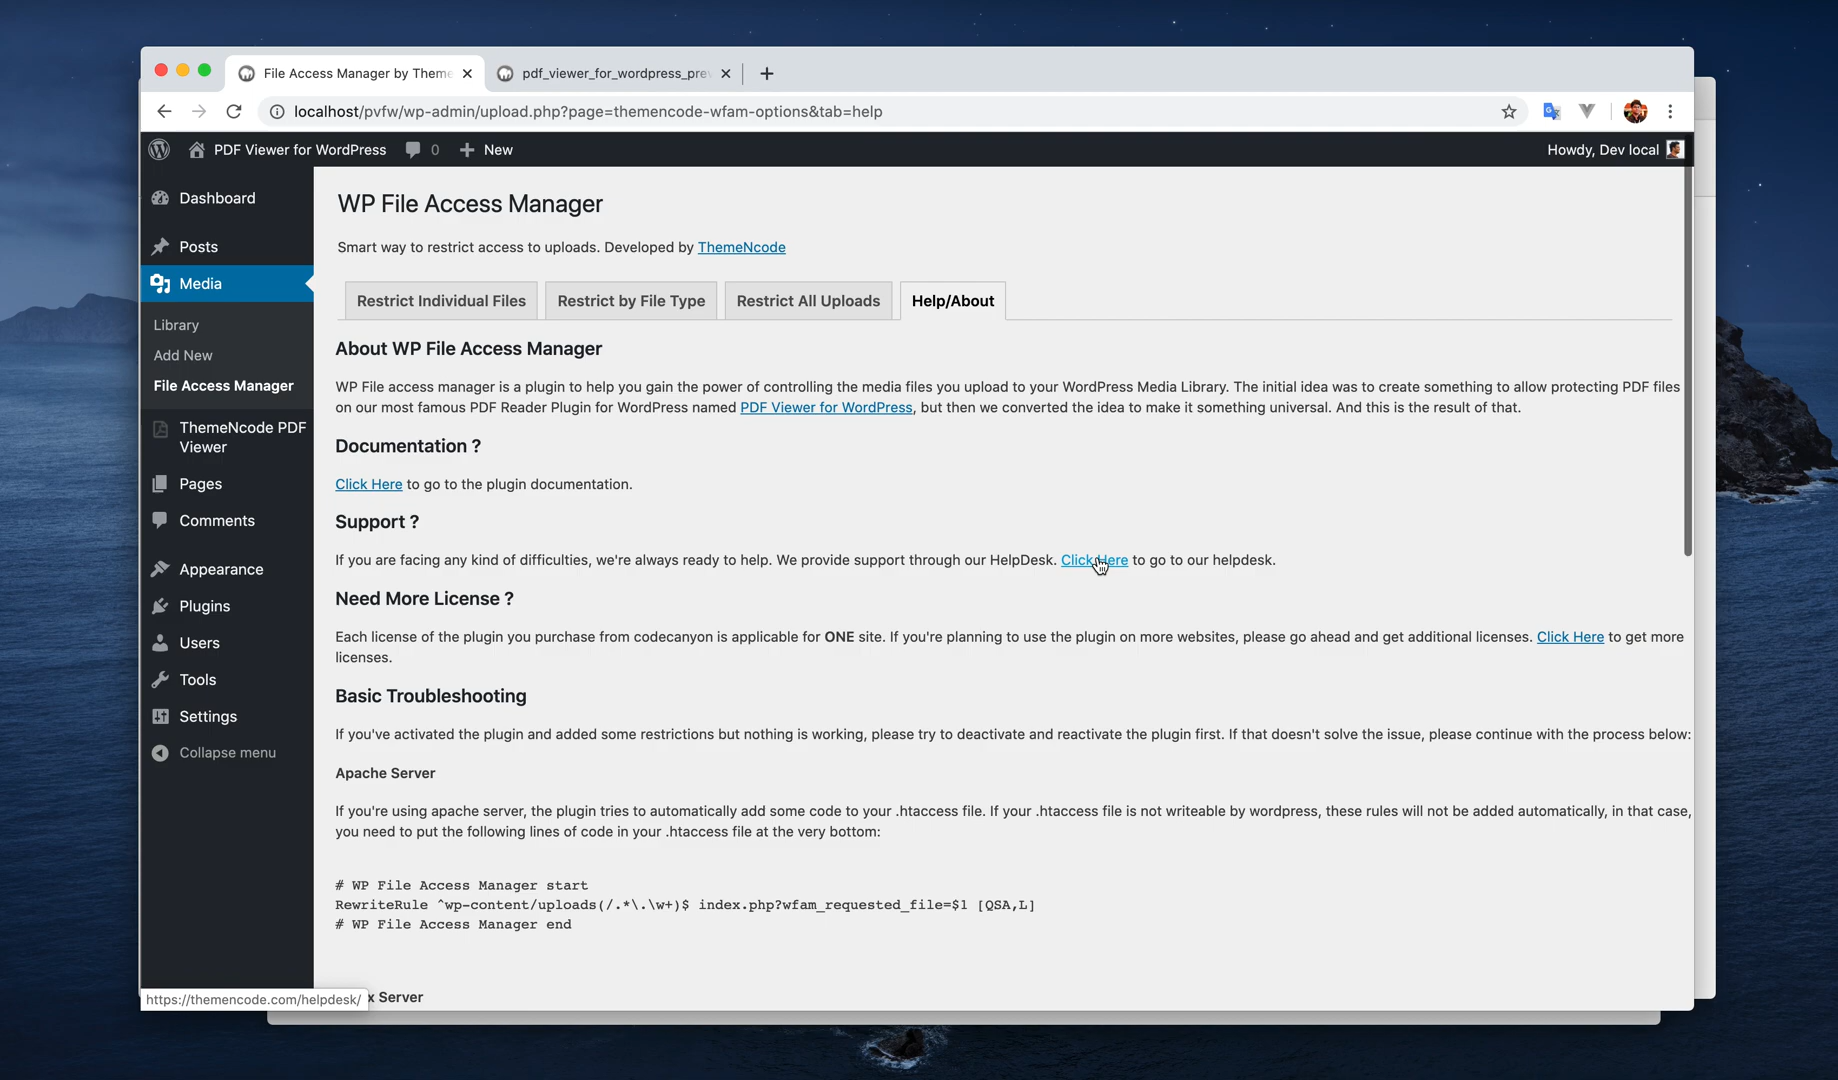 File Access Manager by Theme
pdf_viewer_for_wordpress_pre
localhost/pvfw/wp-admin/upload.php?page=themencode-wfam-options&tab=help
PDF Viewer for WordPress
0
New
Howdy, Dev local
Dashboard
Posts
Media
Library
Add New
File Access Manager
ThemeNcode PDF
Viewer
Pages
Comments
Appearance
Plugins
Users
Tools
Settings
Collapse menu
WP File Access Manager
Smart way to restrict access to uploads. Developed by ThemeNcode
Restrict Individual Files
Restrict by File Type
Restrict All Uploads
Help/About
About WP File Access Manager
WP File access manager is a plugin to help you gain the power of controlling the media files you upload to your WordPress Media Library. The initial idea was to create something to allow protecting PDF files
on our most famous PDF Reader Plugin for WordPress named PDF Viewer for WordPress, but then we converted the idea to make it something universal. And this is the result of that.
Documentation ?
Click Here to go to the plugin documentation.
Support ?
If you are facing any kind of difficulties, we're always ready to help. We provide support through our HelpDesk. Click Here to go to our helpdesk.
Need More License ?
Each license of the plugin you purchase from codecanyon is applicable for ONE site. If you're planning to use the plugin on more websites, please go ahead and get additional licenses. Click Here to get more
licenses.
Basic Troubleshooting
If you've activated the plugin and added some restrictions but nothing is working, please try to deactivate and reactivate the plugin first. If that doesn't solve the issue, please continue with the process below:
Apache Server
If you're using apache server, the plugin tries to automatically add some code to your .htaccess file. If your .htaccess file is not writeable by wordpress, these rules will not be added automatically, in that case,
you need to put the following lines of code in your .htaccess file at the very bottom:
# WP File Access Manager start
RewriteRule ^wp-content/uploads(/.*\.\w+)$ index.php?wfam_requested_file=$1 [QSA,L]
# WP File Access Manager end
x Server
https://themencode.com/helpdesk/